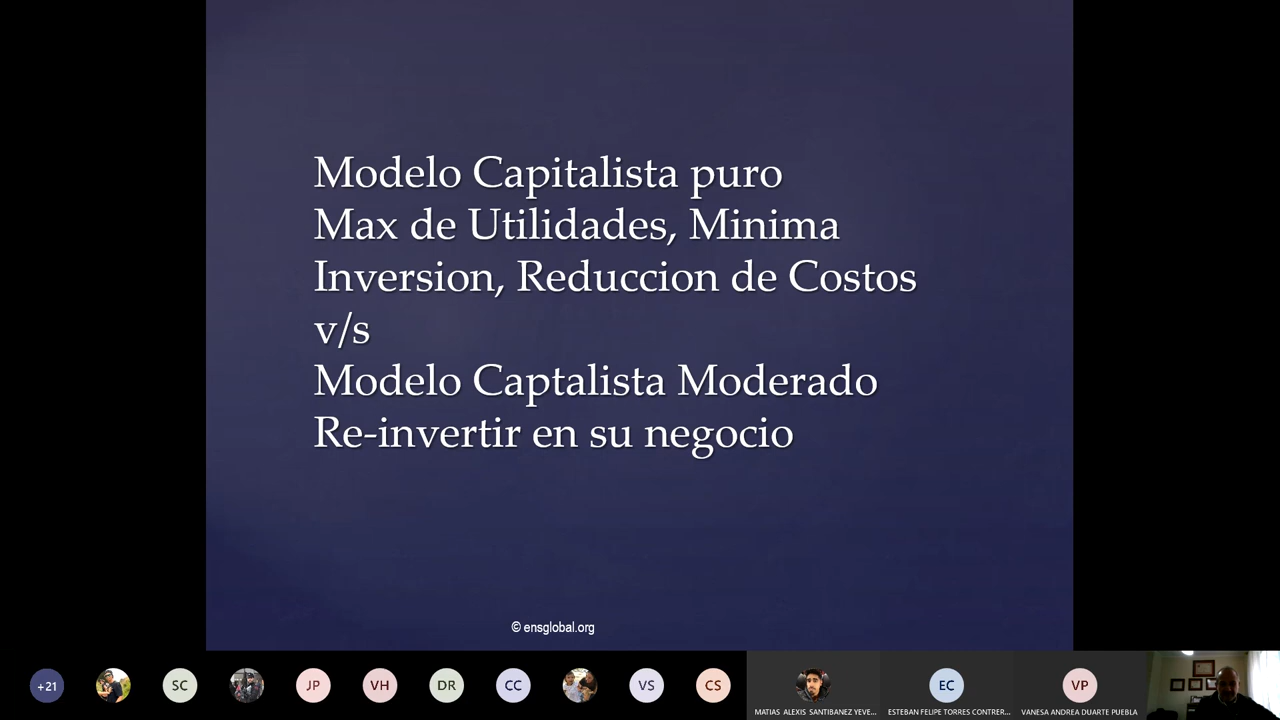 Modelo Capitalista puro
Max de Utilidades, Minima
Inversion, Reduccion de Costos
v/s
Modelo Captalista Moderado
Re-invertir en su negocio
© ensglobal.org
+21
SC
JP
VH
DR
CC
VS
CS
MATIAS ALEXIS SANTIBANEZ YEVE...
EC
ESTEBAN FELIPE TORRES CONTRER...
VP
VANESA ANDREA DUARTE PUEBLA